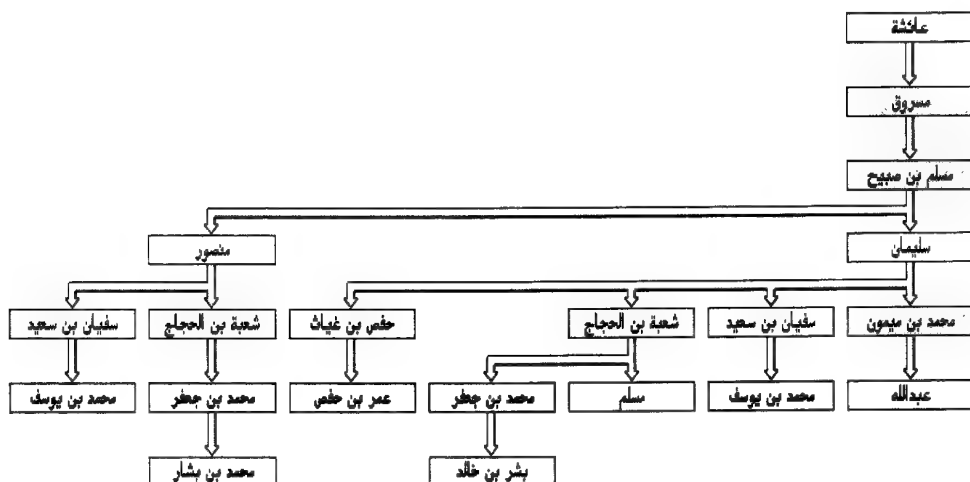 عائشة
مسروق
مسلم بن صبيح
سليمان
منصور
محمد بن ميمون
سفيان بن سعيد
شعبة بن الحجاج
حفص بن غياث
شعبة بن الحجاج
سفيان بن سعيد
عبدالله
محمد بن يوسف
مسلم
محمد بن جعفر
عمر بن حفص
محمد بن جعفر
محمد بن يوسف
بشر بن خالد
محمد بن بشار